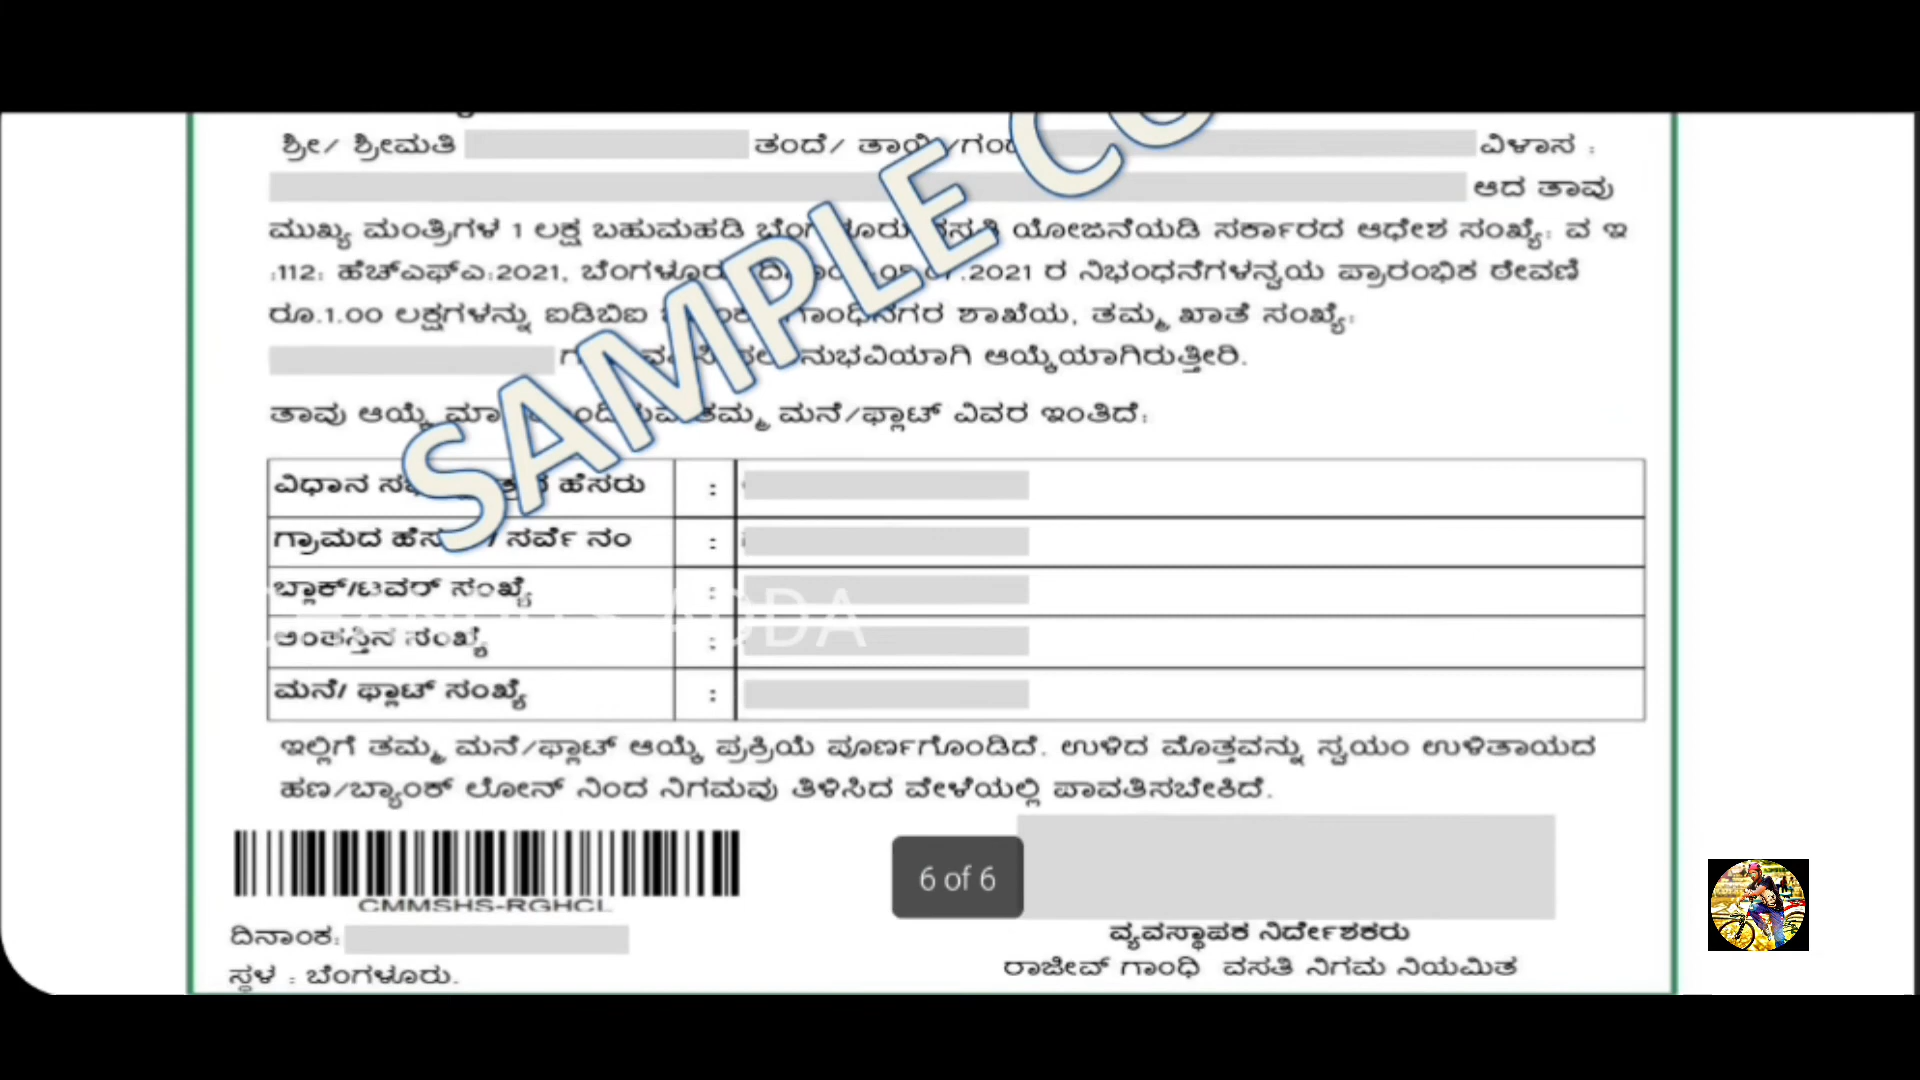 ಶ್ರೀ/ ಶ್ರೀಮತಿ ತಂದೆ/ ತಾಯಿ/ಗಂಡ ವಿಳಾಸ :
ಆದ ತಾವು
ಮುಖ್ಯ ಮಂತ್ರಿಗಳ 1 ಲಕ್ಷ ಬಹುಮಹಡಿ ಬೆಂಗಳೂರು ವಸತಿ ಯೋಜನೆಯಡಿ ಸರ್ಕಾರದ ಆಧೇಶ ಸಂಖ್ಯೆ: ವ ಇ
:112: ಹೆಚ್ಎಫ್ಎ:2021, ಬೆಂಗಳೂರು .2021 ರ ನಿಭಂಧನೆಗಳನ್ವಯ ಪ್ರಾರಂಭಿಕ ಠೇವಣಿ
ರೂ.1.00 ಲಕ್ಷಗಳನ್ನು ಐಡಿಬಿಐ ಗಾಂಧಿನಗರ ಶಾಖೆಯ, ತಮ್ಮ ಖಾತೆ ಸಂಖ್ಯೆ:
ಆಯ್ಕೆಯಾಗಿರುತ್ತೀರಿ.
ತಾವು ಆಯ್ಕೆ ತಮ್ಮ ಮನೆ/ಫ್ಲಾಟ್ ವಿವರ ಇಂತಿದೆ:
SAMPLE
ವಿಧಾನ ಹೆಸರು :
ಗ್ರಾಮದ / ಸರ್ವೆ ನಂ :
ಬ್ಲಾಕ್/ಟವರ್ ಸಂಖ್ಯೆ :
ಅಂತಸ್ತಿನ ಸಂಖ್ಯೆ :
ಮನೆ/ ಫ್ಲಾಟ್ ಸಂಖ್ಯೆ :
ಇಲ್ಲಿಗೆ ತಮ್ಮ ಮನೆ/ಫ್ಲಾಟ್ ಆಯ್ಕೆ ಪ್ರಕ್ರಿಯೆ ಪೂರ್ಣಗೊಂಡಿದೆ. ಉಳಿದ ಮೊತ್ತವನ್ನು ಸ್ವಯಂ ಉಳಿತಾಯದ
ಹಣ/ಬ್ಯಾಂಕ್ ಲೋನ್ ನಿಂದ ನಿಗಮವು ತಿಳಿಸಿದ ವೇಳೆಯಲ್ಲಿ ಪಾವತಿಸಬೇಕಿದೆ.
CMMSHS-RGHCL
6 of 6
ದಿನಾಂಕ:
ಸ್ಥಳ : ಬೆಂಗಳೂರು.
ವ್ಯವಸ್ಥಾಪಕ ನಿರ್ದೇಶಕರು
ರಾಜೀವ್ ಗಾಂಧಿ ವಸತಿ ನಿಗಮ ನಿಯಮಿತ